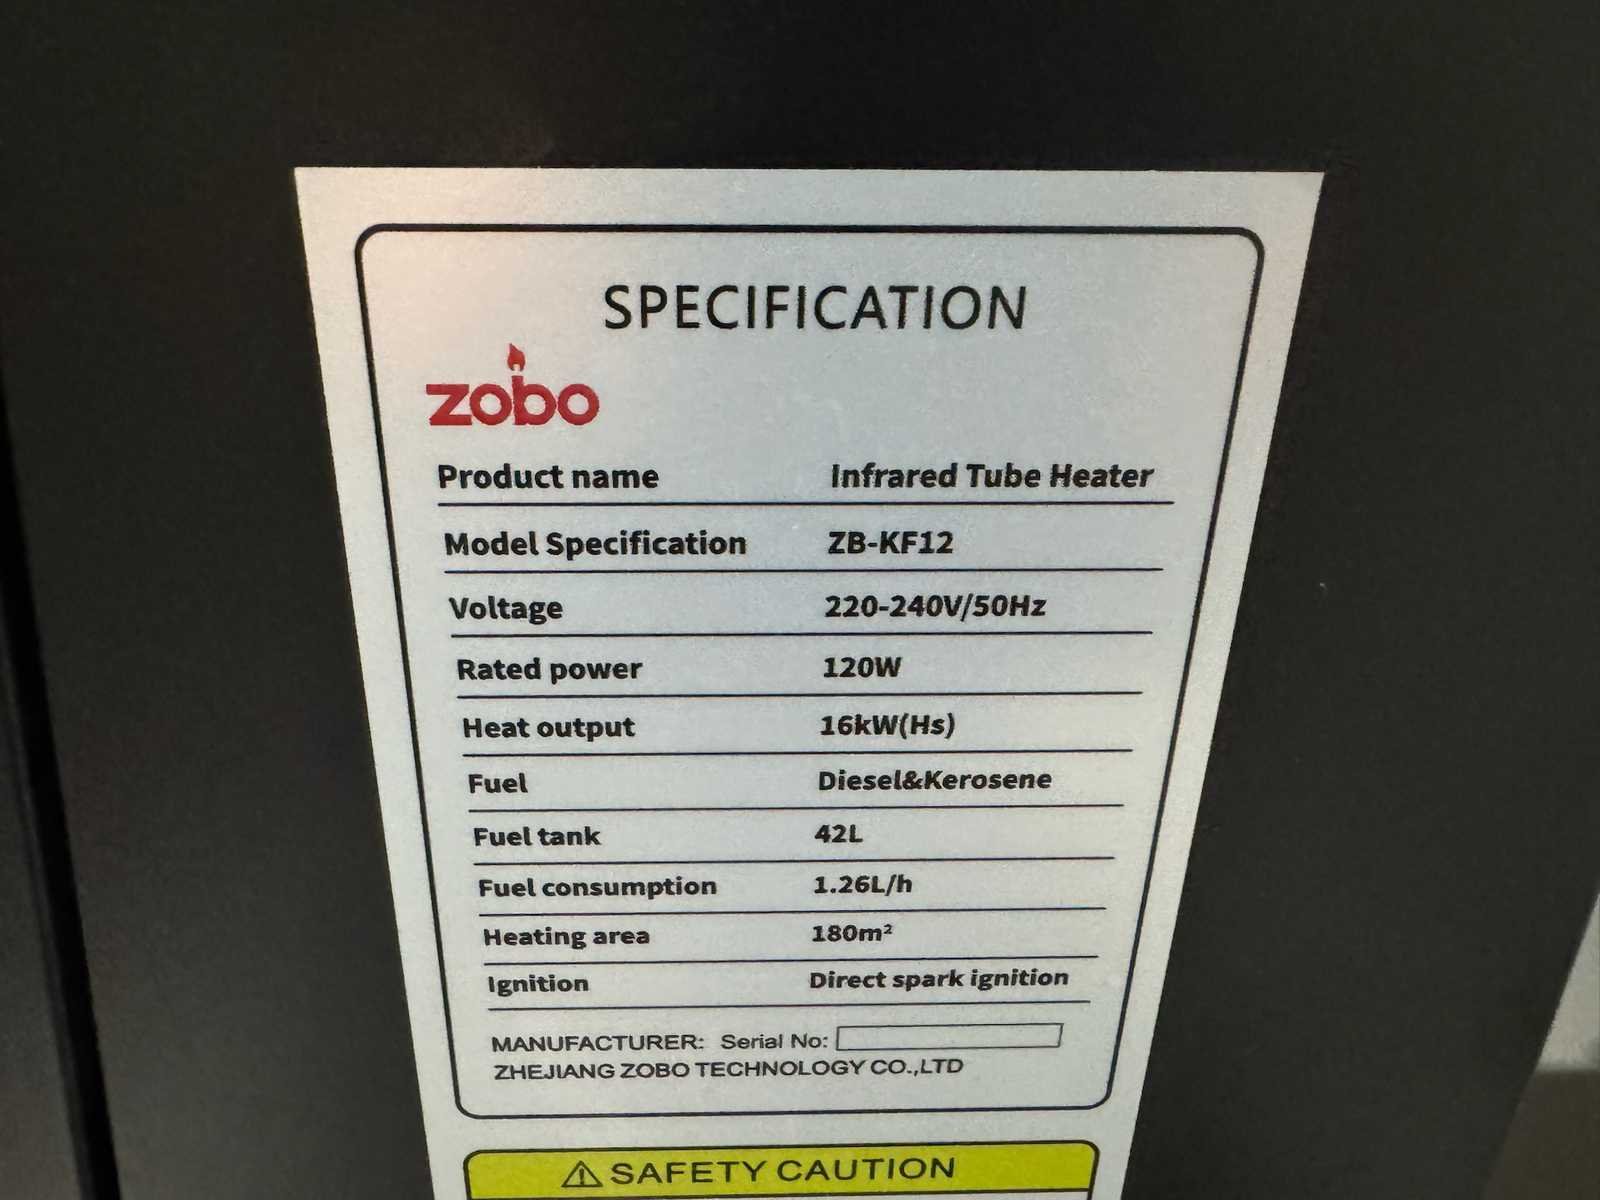 SPECIFICATION
zobo
Product name Infrared Tube Heater
Model Specification ZB-KF12
Voltage 220-240V/50Hz
Rated power 120W
Heat output 16kW(Hs)
Fuel Diesel&Kerosene
Fuel tank 42L
Fuel consumption 1.26L/h
Heating area 180m²
Ignition Direct spark ignition
MANUFACTURER: Serial No:
ZHEJIANG ZOBO TECHNOLOGY CO.,LTD
⚠SAFETY CAUTION